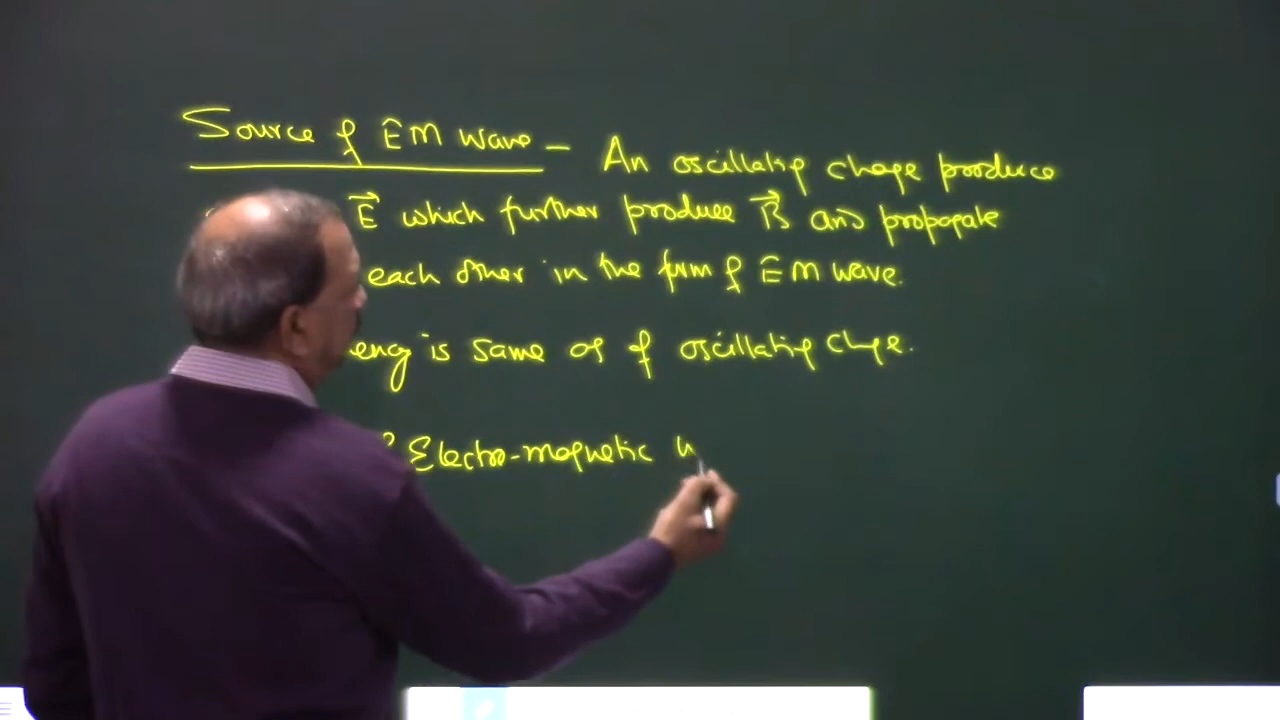 Source of EM wave – An oscillating charge produce
E⃗ which further produce B⃗ and propagate
each other in the form of EM wave.
is same as of oscillating charge.
Electro-magnetic